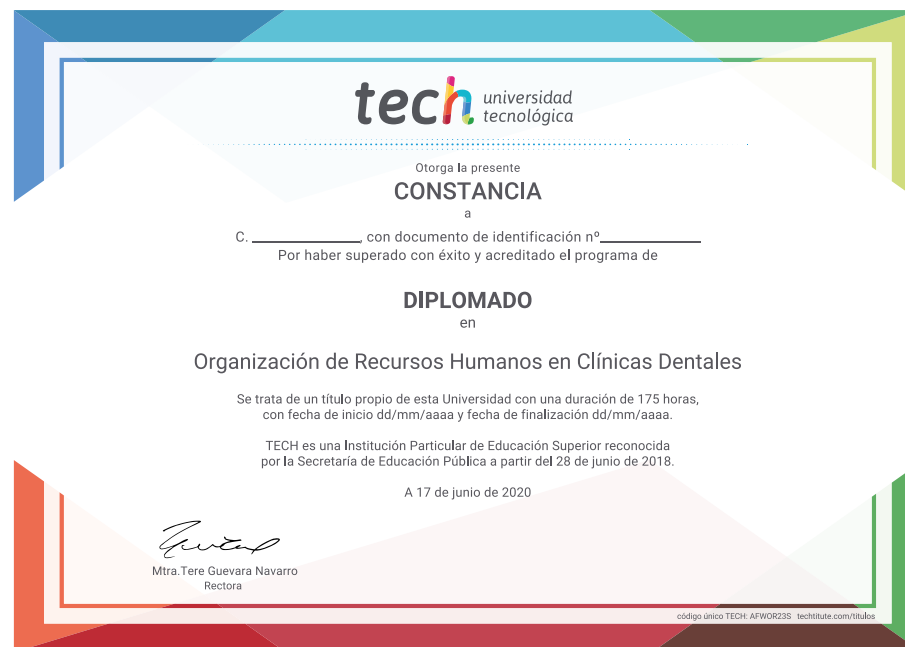 tech universidad
tecnológica
Otorga la presente
CONSTANCIA
a
C. ______________, con documento de identificación nº_____________
Por haber superado con éxito y acreditado el programa de
DIPLOMADO
en
Organización de Recursos Humanos en Clínicas Dentales
Se trata de un título propio de esta Universidad con una duración de 175 horas,
con fecha de inicio dd/mm/aaaa y fecha de finalización dd/mm/aaaa.
TECH es una Institución Particular de Educación Superior reconocida
por la Secretaría de Educación Pública a partir del 28 de junio de 2018.
A 17 de junio de 2020
Mtra.Tere Guevara Navarro
Rectora
código único TECH: AFWOR23S techtitute.com/titulos